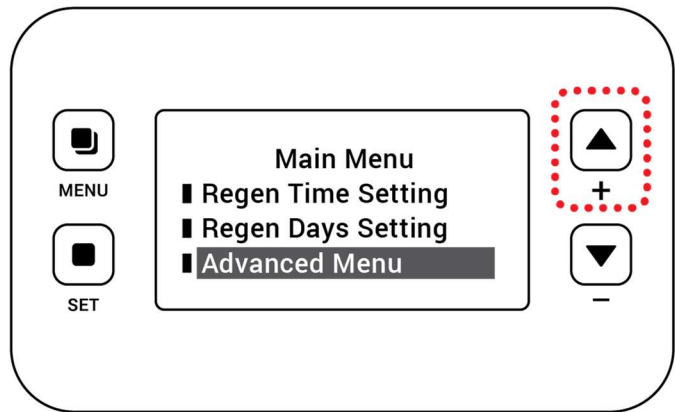 Main Menu
Regen Time Setting
Regen Days Setting
Advanced Menu
MENU
SET
+
−